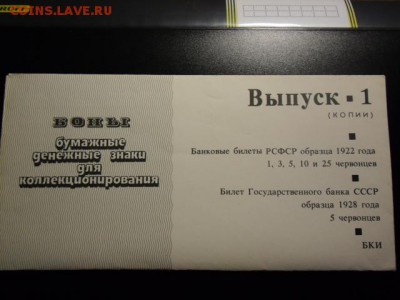 coins.lave.ru
БОНЫ
бумажные
денежные знаки
для
коллекционирования
Выпуск 1
(КОПИИ)
Банковые билеты РСФСР образца 1922 года
1, 3, 5, 10 и 25 червонцев
Билет Государственного банка СССР
образца 1928 года
5 червонцев
БКИ